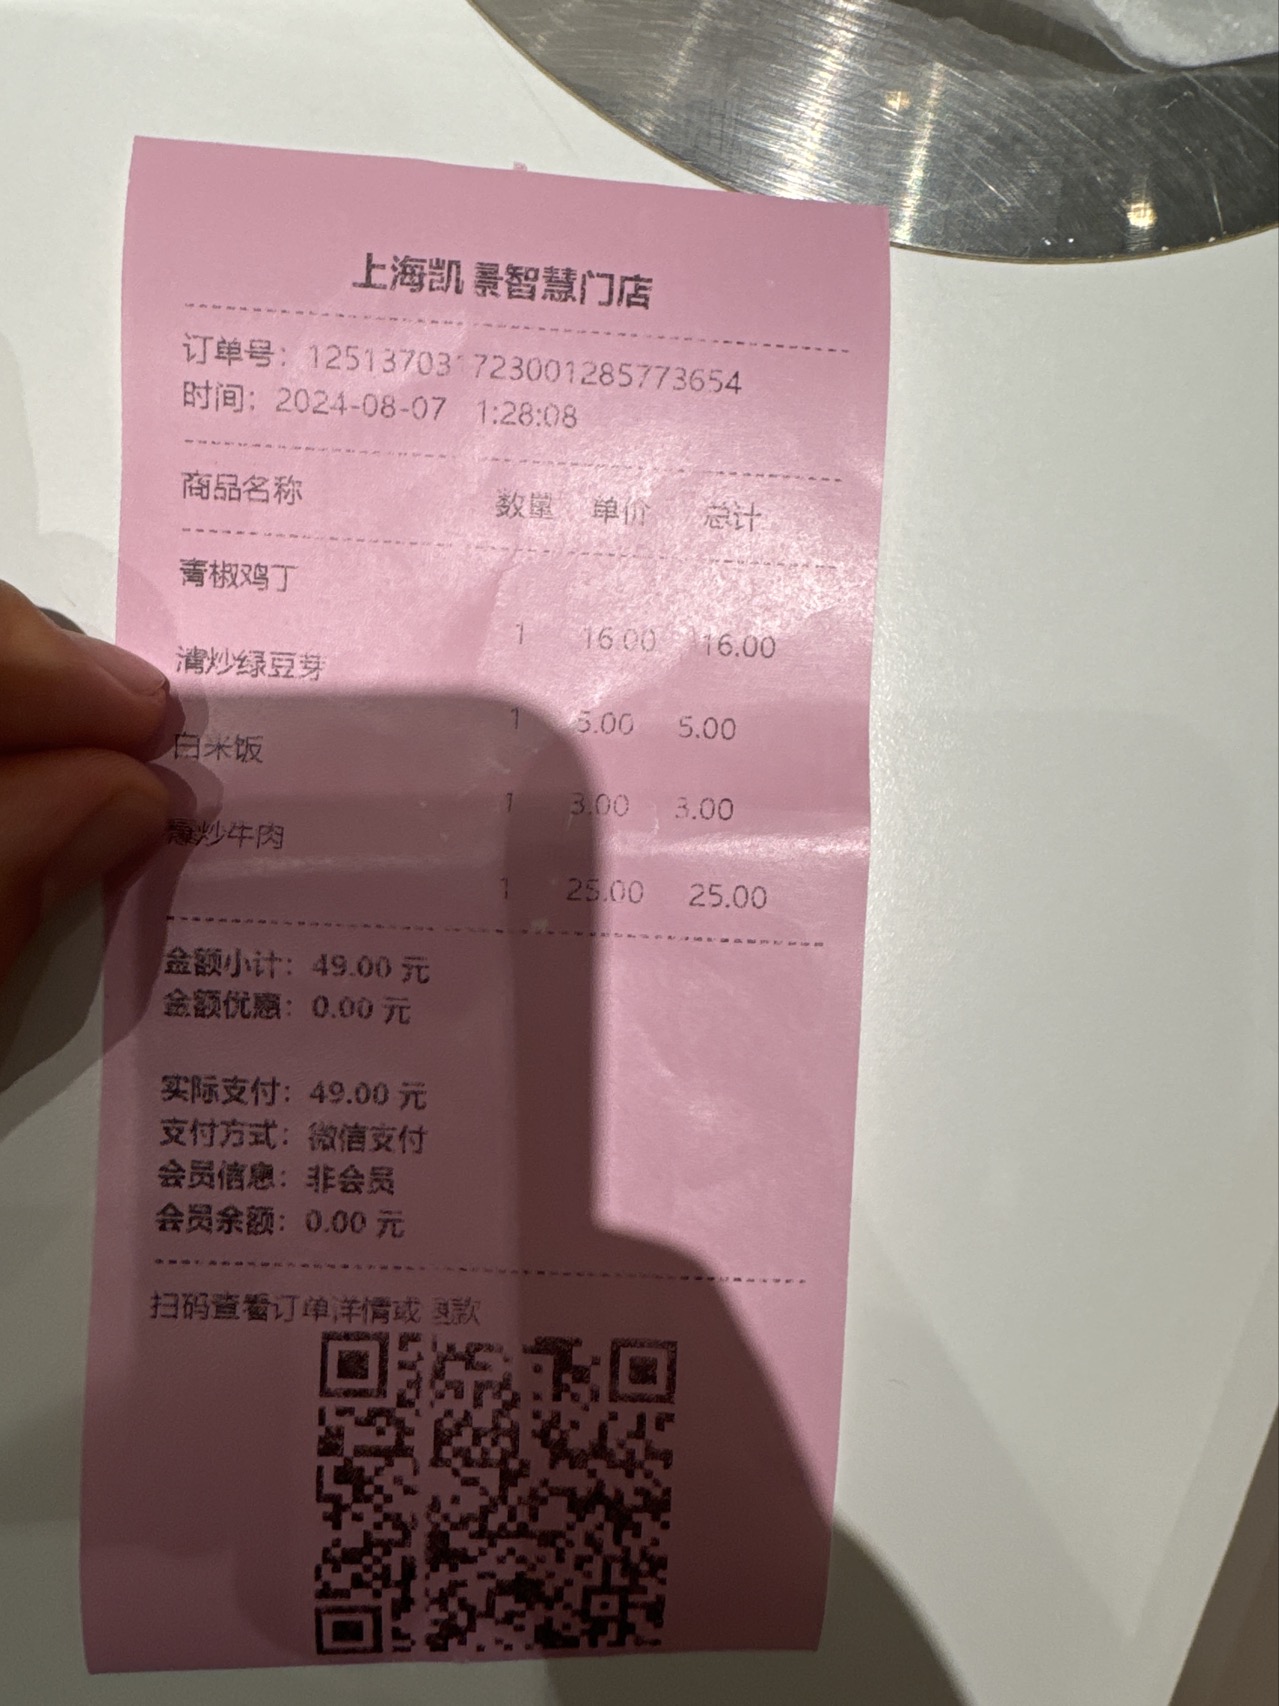 上海凯景智慧门店
订单号： 12513703 723001285773654
时间：2024-08-07 1:28:08
商品名称 数量 单价 总计
青椒鸡丁
1 16.00 16.00
清炒绿豆芽
1 5.00 5.00
白米饭
1 3.00 3.00
爆炒牛肉
1 25.00 25.00
金额小计：49.00 元
金额优惠：0.00 元
实际支付：49.00 元
支付方式：微信支付
会员信息：非会员
会员余额：0.00 元
扫码查看订单详情或 退款